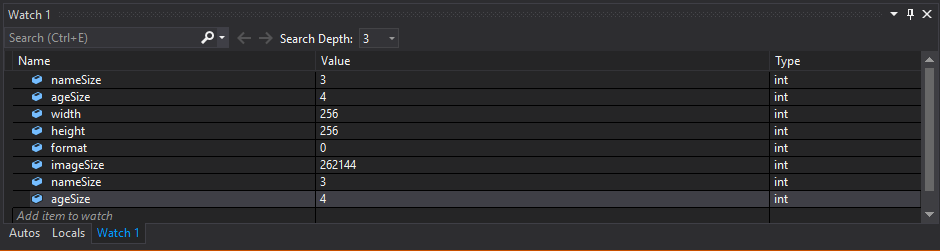 Watch 1
Search (Ctrl+E) Search Depth: 3
Name Value Type
nameSize 3 int
ageSize 4 int
width 256 int
height 256 int
format 0 int
imageSize 262144 int
nameSize 3 int
ageSize 4 int
Add item to watch
Autos Locals Watch 1